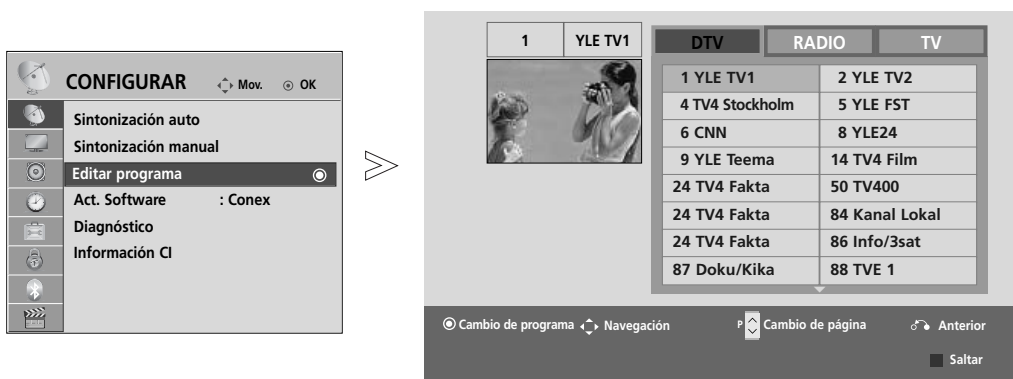 CONFIGURAR Mov. OK
Sintonización auto
Sintonización manual
Editar programa
Act. Software : Conex
Diagnóstico
Información CI
1 YLE TV1
DTV RADIO TV
1 YLE TV1 2 YLE TV2
4 TV4 Stockholm 5 YLE FST
6 CNN 8 YLE24
9 YLE Teema 14 TV4 Film
24 TV4 Fakta 50 TV400
24 TV4 Fakta 84 Kanal Lokal
24 TV4 Fakta 86 Info/3sat
87 Doku/Kika 88 TVE 1
Cambio de programa Navegación P Cambio de página Anterior
Saltar